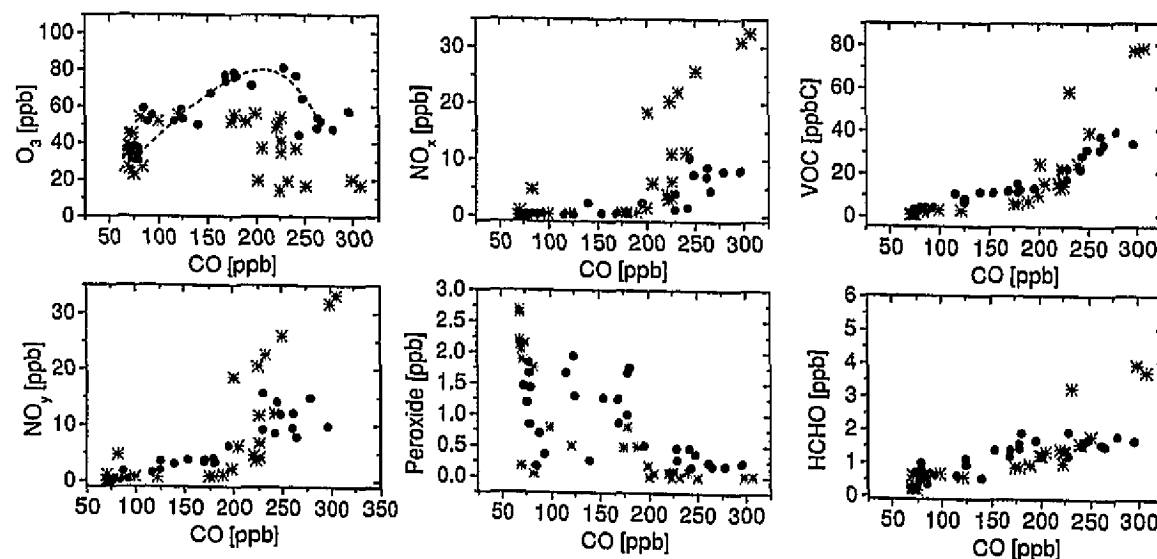 O₃ [ppb]
100
80
60
40
20
0
50 100 150 200 250 300
CO [ppb]
NOₓ [ppb]
30
20
10
0
50 100 150 200 250 300
CO [ppb]
VOC [ppbC]
80
60
40
20
0
50 100 150 200 250 300
CO [ppb]
NOᵧ [ppb]
30
20
10
0
50 100 150 200 250 300 350
CO [ppb]
Peroxide [ppb]
3.0
2.5
2.0
1.5
1.0
0.5
0.0
50 100 150 200 250 300
CO [ppb]
HCHO [ppb]
6
5
4
3
2
1
0
50 100 150 200 250 300
CO [ppb]